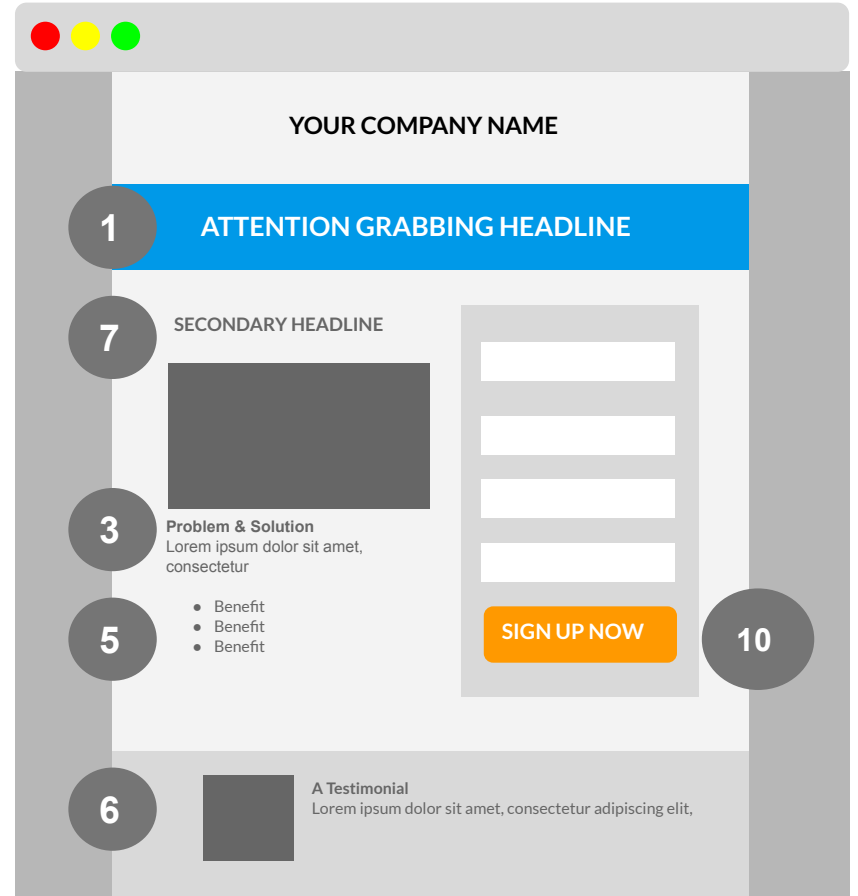 YOUR COMPANY NAME
1
ATTENTION GRABBING HEADLINE
7
SECONDARY HEADLINE
3
Problem & Solution
Lorem ipsum dolor sit amet,
consectetur
5
● Benefit
● Benefit
● Benefit
SIGN UP NOW
10
6
A Testimonial
Lorem ipsum dolor sit amet, consectetur adipiscing elit,